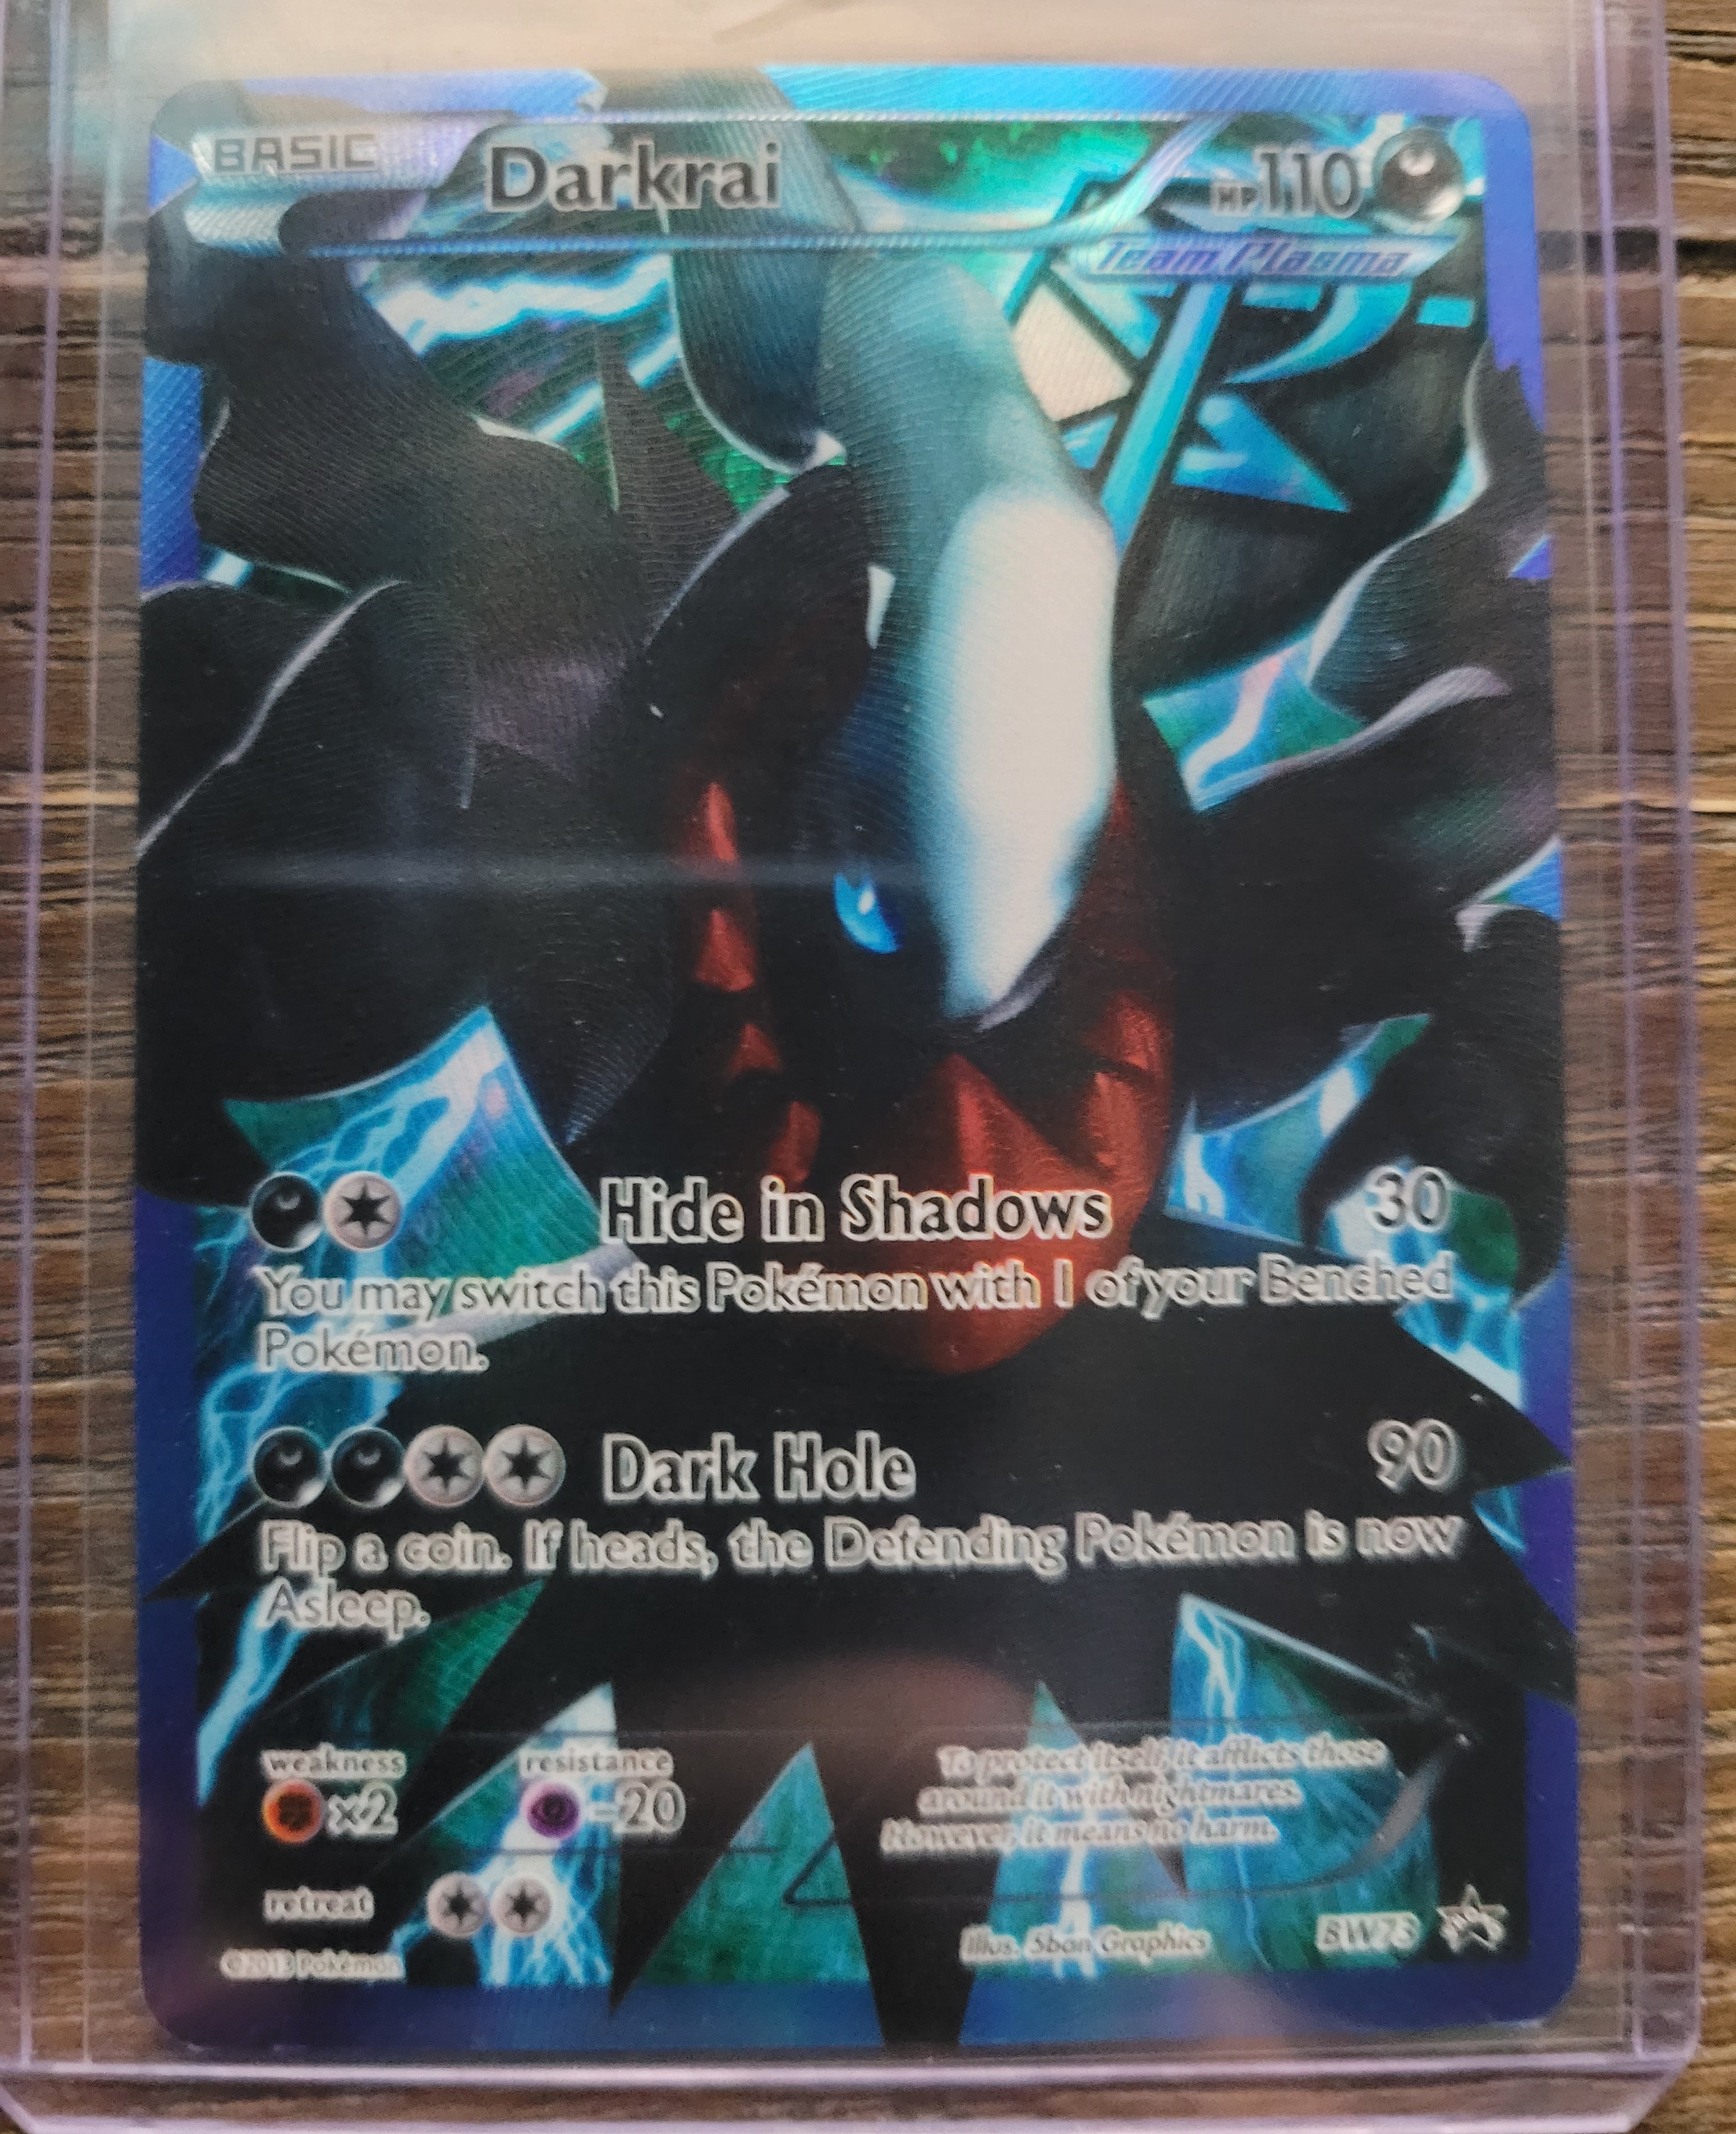 BASIC
Darkrai
HP110
Team Plasma
Hide in Shadows 30
You may switch this Pokémon with 1 of your Benched
Pokémon.
Dark Hole 90
Flip a coin. If heads, the Defending Pokémon is now
Asleep.
weakness
×2
resistance
-20
retreat
To protect itself, it afflicts those
around it with nightmares.
However, it means no harm.
Illus. 5ban Graphics
BW73
©2013 Pokémon